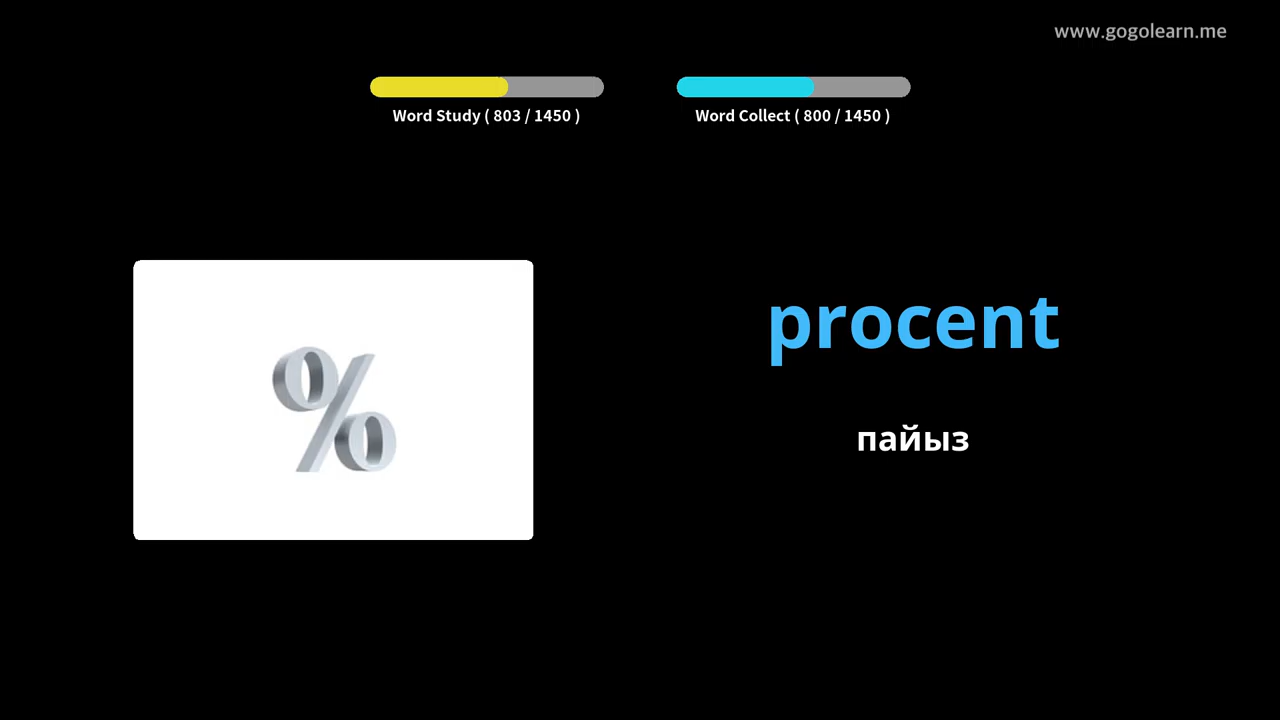 www.gogolearn.me
Word Study ( 803 / 1450 )
Word Collect ( 800 / 1450 )
%
procent
пайыз